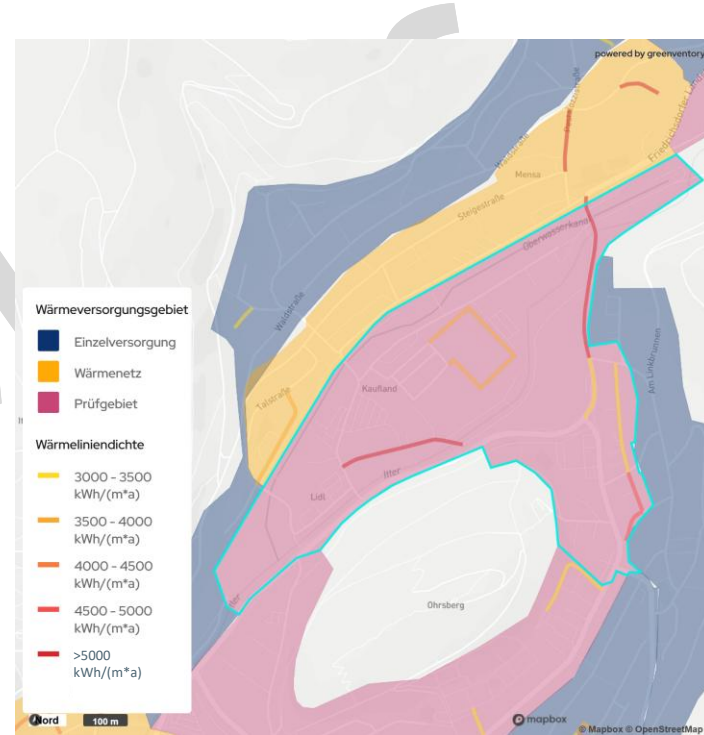 powered by greenventory
Waldstraße
Friedrichsdorfer Land
Mensa
Steigestraße
Oberwasserkanal
Wärmeversorgungsgebiet
Einzelversorgung
Wärmenetz
Prüfgebiet
Waldstraße
Am Linkbrunnen
Kaufland
Talstraße
Wärmeliniendichte
3000 - 3500
kWh/(m*a)
3500 - 4000
kWh/(m*a)
4000 - 4500
kWh/(m*a)
4500 - 5000
kWh/(m*a)
>5000
kWh/(m*a)
Itter
Lidl
Ohrsberg
Nord
100 m
mapbox
© Mapbox © OpenStreetMap